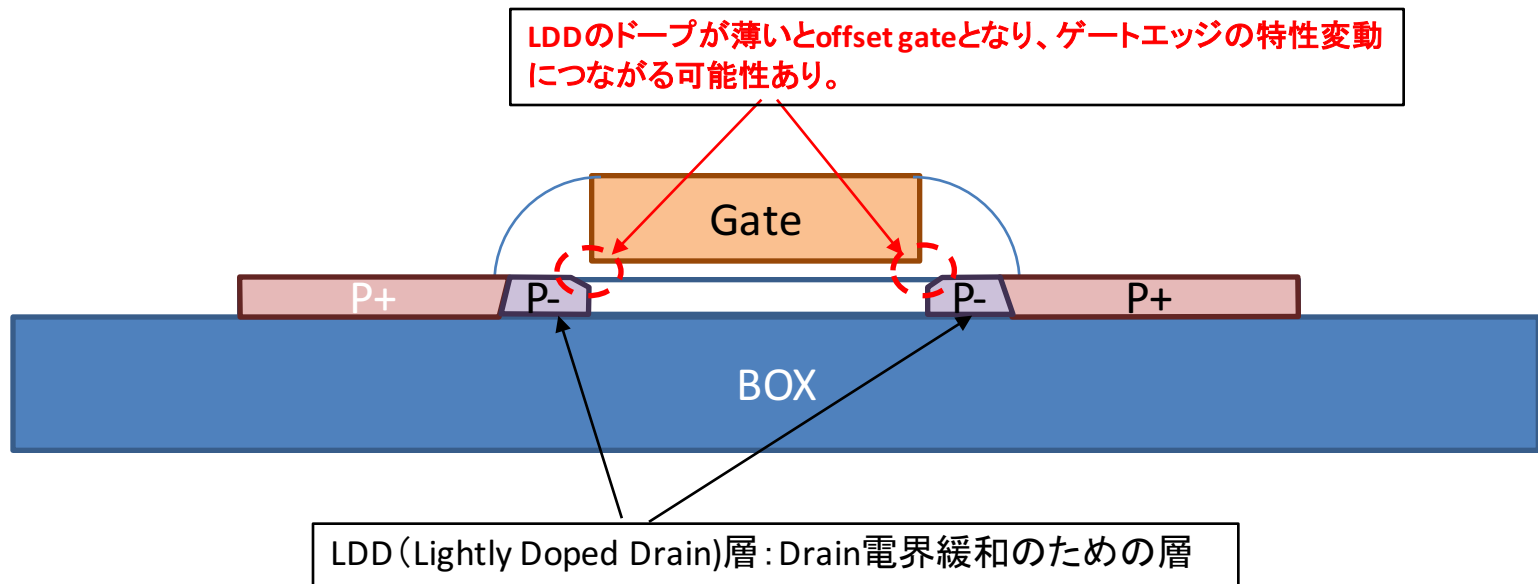 LDDのドープが薄いとoffset gateとなり、ゲートエッジの特性変動
につながる可能性あり。
Gate
P+
P-
P-
P+
BOX
LDD（Lightly Doped Drain)層：Drain電界緩和のための層